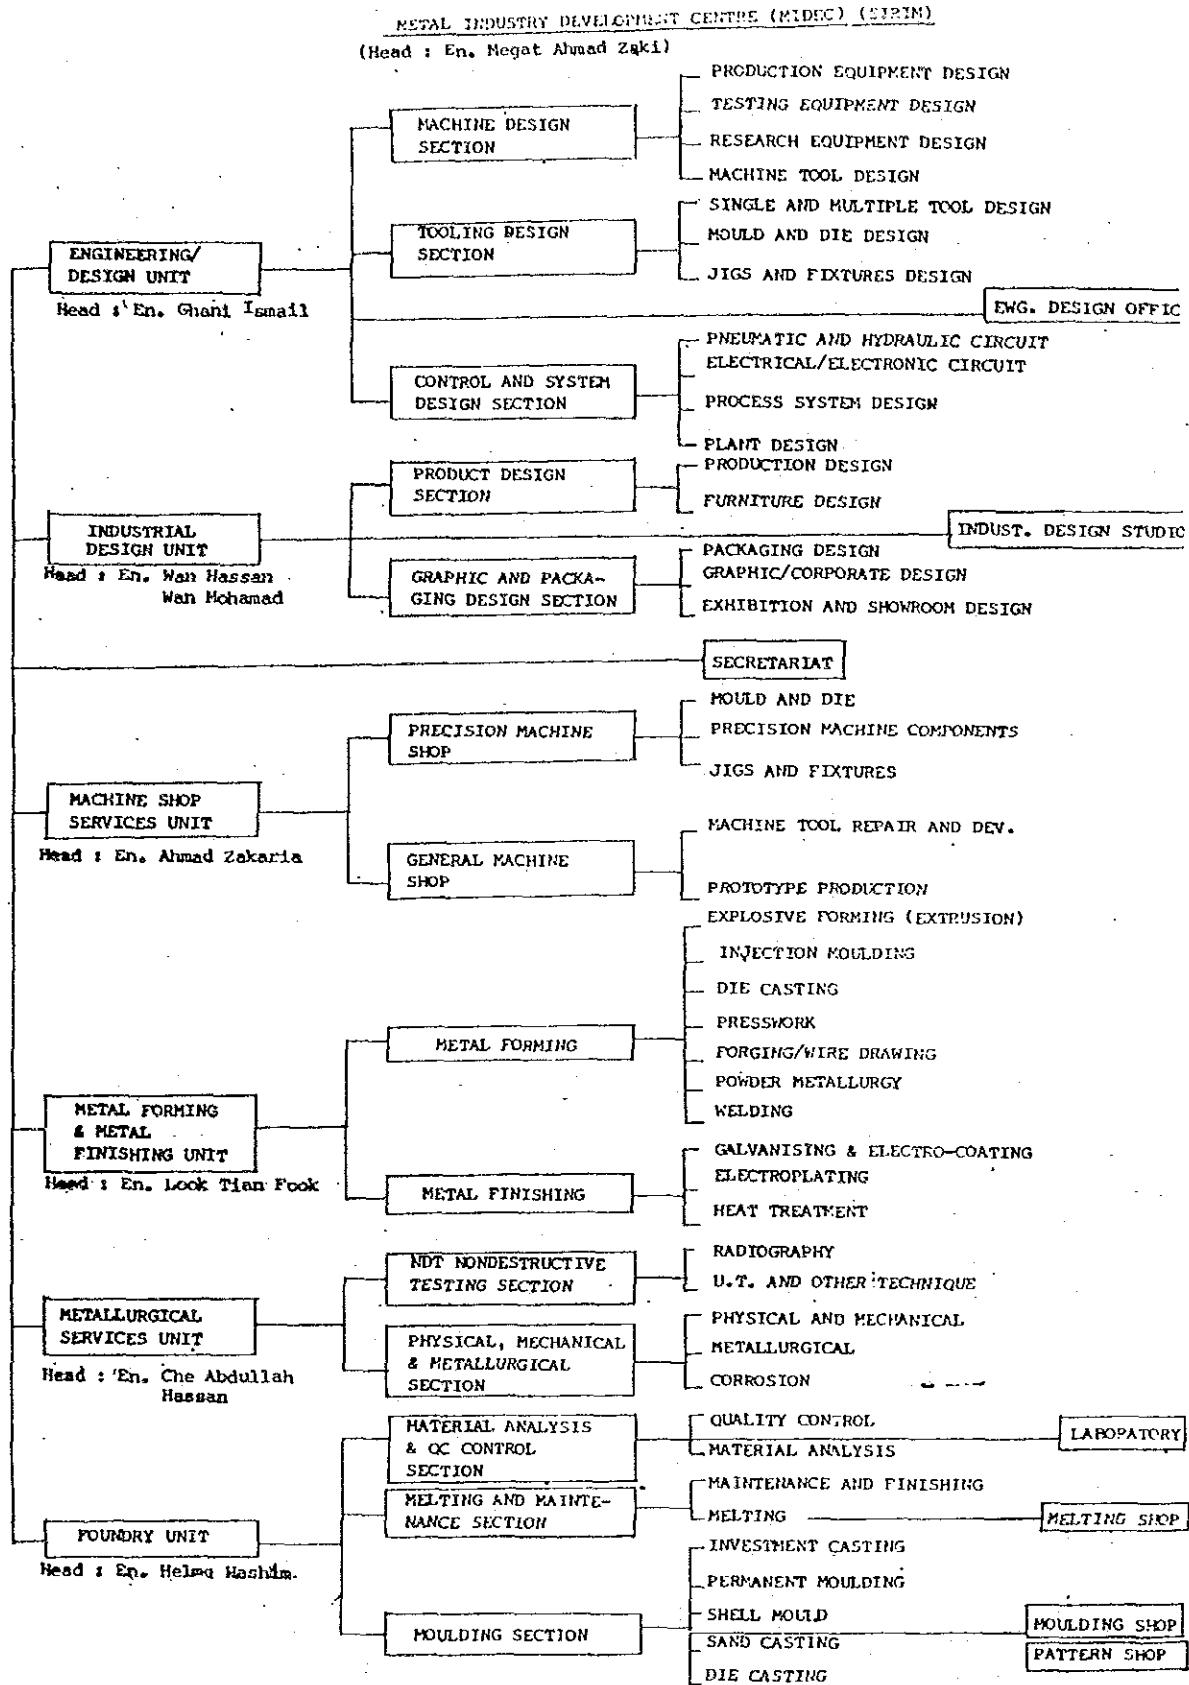 METAL INDUSTRY DEVELOPMENT CENTRE (MIDEC) (SIRIM)
(Head : En. Megat Ahmad Zaki)
ENGINEERING/
DESIGN UNIT
Head : En. Ghani Ismail
MACHINE DESIGN
SECTION
PRODUCTION EQUIPMENT DESIGN
TESTING EQUIPMENT DESIGN
RESEARCH EQUIPMENT DESIGN
MACHINE TOOL DESIGN
TOOLING DESIGN
SECTION
SINGLE AND MULTIPLE TOOL DESIGN
MOULD AND DIE DESIGN
JIGS AND FIXTURES DESIGN
EWG. DESIGN OFFIC
CONTROL AND SYSTEM
DESIGN SECTION
PNEUMATIC AND HYDRAULIC CIRCUIT
ELECTRICAL/ELECTRONIC CIRCUIT
PROCESS SYSTEM DESIGN
PLANT DESIGN
INDUSTRIAL
DESIGN UNIT
Head : En. Wan Hassan
Wan Mohamad
PRODUCT DESIGN
SECTION
PRODUCTION DESIGN
FURNITURE DESIGN
INDUST. DESIGN STUDIO
GRAPHIC AND PACKA-
GING DESIGN SECTION
PACKAGING DESIGN
GRAPHIC/CORPORATE DESIGN
EXHIBITION AND SHOWROOM DESIGN
SECRETARIAT
MACHINE SHOP
SERVICES UNIT
Head : En. Ahmad Zakaria
PRECISION MACHINE
SHOP
MOULD AND DIE
PRECISION MACHINE COMPONENTS
JIGS AND FIXTURES
GENERAL MACHINE
SHOP
MACHINE TOOL REPAIR AND DEV.
PROTOTYPE PRODUCTION
METAL FORMING
& METAL
FINISHING UNIT
Head : En. Look Tian Fook
METAL FORMING
EXPLOSIVE FORMING (EXTRUSION)
INJECTION MOULDING
DIE CASTING
PRESSWORK
FORGING/WIRE DRAWING
POWDER METALLURGY
WELDING
METAL FINISHING
GALVANISING & ELECTRO-COATING
ELECTROPLATING
HEAT TREATMENT
METALLURGICAL
SERVICES UNIT
Head : En. Che Abdullah
Hassan
NDT NONDESTRUCTIVE
TESTING SECTION
RADIOGRAPHY
U.T. AND OTHER TECHNIQUE
PHYSICAL, MECHANICAL
& METALLURGICAL
SECTION
PHYSICAL AND MECHANICAL
METALLURGICAL
CORROSION
FOUNDRY UNIT
Head : En. Helma Hashim
MATERIAL ANALYSIS
& QC CONTROL
SECTION
QUALITY CONTROL
MATERIAL ANALYSIS
LABORATORY
MELTING AND MAINTE-
NANCE SECTION
MAINTENANCE AND FINISHING
MELTING
MELTING SHOP
MOULDING SECTION
INVESTMENT CASTING
PERMANENT MOULDING
SHELL MOULD
SAND CASTING
DIE CASTING
MOULDING SHOP
PATTERN SHOP